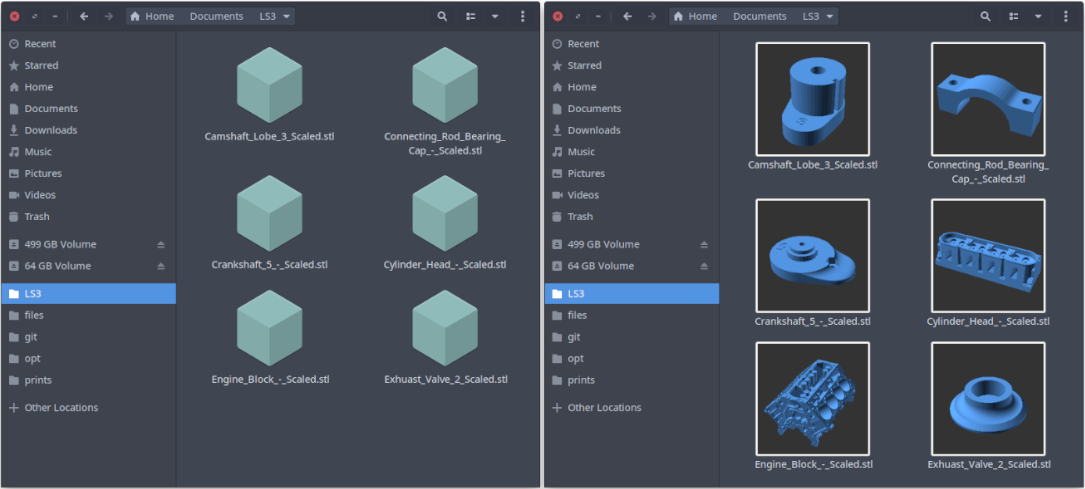 Home Documents LS3
Recent
Starred
Home
Documents
Downloads
Music
Pictures
Videos
Trash
499 GB Volume
64 GB Volume
LS3
files
git
opt
prints
Other Locations
Camshaft_Lobe_3_Scaled.stl
Connecting_Rod_Bearing_
Cap_-_Scaled.stl
Crankshaft_5_-_Scaled.stl
Cylinder_Head_-_Scaled.stl
Engine_Block_-_Scaled.stl
Exhuast_Valve_2_Scaled.stl
Home Documents LS3
Recent
Starred
Home
Documents
Downloads
Music
Pictures
Videos
Trash
499 GB Volume
64 GB Volume
LS3
files
git
opt
prints
Other Locations
Camshaft_Lobe_3_Scaled.stl
Connecting_Rod_Bearing_
Cap_-_Scaled.stl
Crankshaft_5_-_Scaled.stl
Cylinder_Head_-_Scaled.stl
Engine_Block_-_Scaled.stl
Exhuast_Valve_2_Scaled.stl